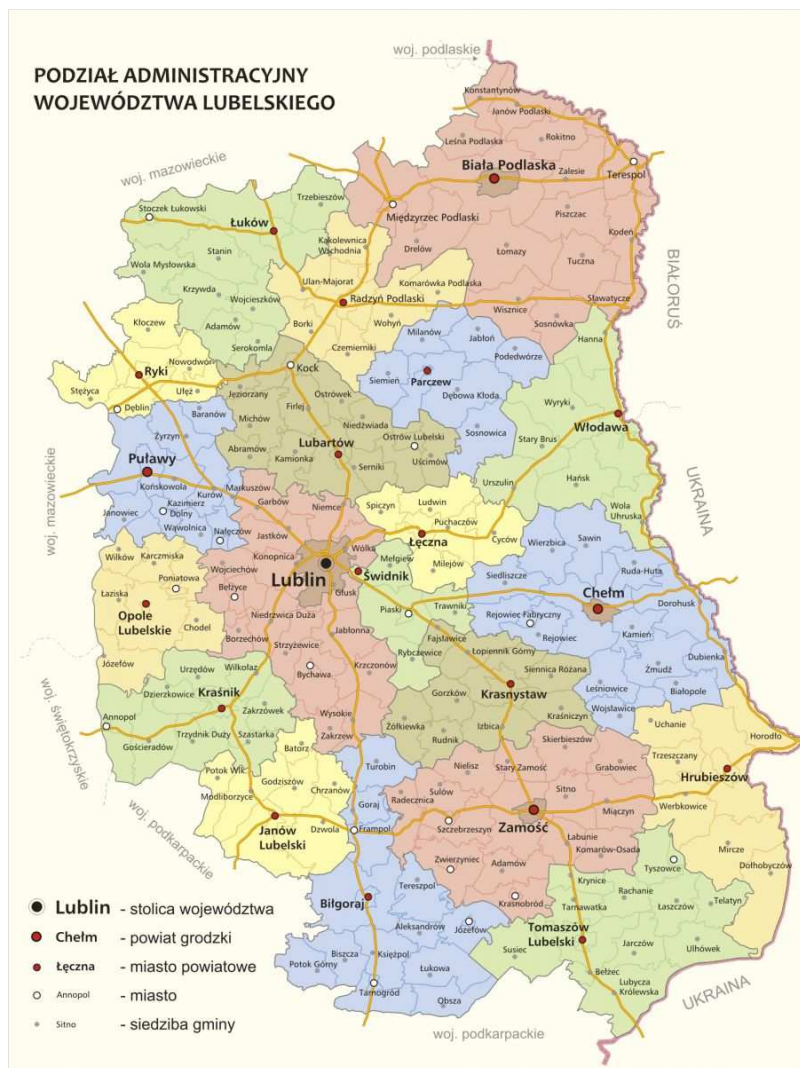 woj. podlaskie
PODZIAŁ ADMINISTRACYJNY
WOJEWÓDZTWA LUBELSKIEGO
Konstantynów
Janów Podlaski
Leśna Podlaska
Rokitno
woj. mazowieckie
Biała Podlaska
Zalesie
Terespol
Trzebieszów
Stoczek Łukowski
Międzyrzec Podlaski
Piszczac
Łuków
Kodeń
Kąkolewnica
Wschodnia
Drelów
Łomazy
Stanin
Tuczna
BIAŁORUŚ
Wola Mysłowska
Ulan-Majorat
Komarówka Podlaska
Krzywda
Wojcieszków
Radzyń Podlaski
Sławatycze
Wisznice
Kłoczew
Adamów
Borki
Wohyń
Sosnówka
Milanów
Jabłoń
Hanna
Serokomla
Czemierniki
Podedwórze
Nowodwór
Ryki
Kock
Siemień
Parczew
Stężyca
Ułęż
Jeziorzany
Ostrówek
Dębowa Kłoda
Dęblin
Baranów
Michów
Firlej
Wyryki
Niedźwiada
Włodawa
Żyrzyn
Ostrów Lubelski
Sosnowica
Stary Brus
Abramów
Lubartów
Puławy
Kamionka
Uścimów
Serniki
woj. mazowieckie
Końskowola
Markuszów
Urszulin
Hańsk
UKRAINA
Kurów
Garbów
Niemce
Spiczyn
Ludwin
Janowiec
Kazimierz
Dolny
Wola
Uhruska
Puchaczów
Wąwolnica
Nałęczów
Jastków
Łęczna
Cyców
Wierzbica
Sawin
Wilków
Karczmiska
Konopnica
Wólka
Mełgiew
Milejów
Wojciechów
Lublin
Świdnik
Siedliszcze
Ruda-Huta
Poniatowa
Bełżyce
Głusk
Chełm
Łaziska
Dorohusk
Opole
Lubelskie
Niedrzwica Duża
Piaski
Trawniki
Rejowiec Fabryczny
Chodel
Jabłonna
Kamień
Borzechów
Fajsławice
Rejowiec
Strzyżewice
Rybczewice
Łopiennik Górny
Dubienka
Józefów
Urzędów
Wilkołaz
Bychawa
Krzczonów
Siennica Różana
Żmudź
Dzierzkowice
Kraśnik
Krasnystaw
Leśniowice
Białopole
woj. świętokrzyskie
Gorzków
Zakrzówek
Kraśniczyn
Wojsławice
Annopol
Wysokie
Żółkiewka
Izbica
Uchanie
Trzydnik Duży
Szastarka
Zakrzew
Rudnik
Skierbieszów
Horodło
Gościeradów
Batorz
Trzeszczany
Turobin
Nielisz
Stary Zamość
Grabowiec
Potok Wlk.
Godziszów
Hrubieszów
Modliborzyce
Chrzanów
Sułów
Sitno
Radecznica
Goraj
Miączyn
Werbkowice
woj. podkarpackie
Janów
Lubelski
Dzwola
Frampol
Szczebrzeszyn
Zamość
Łabunie
Mircze
Komarów-Osada
Zwierzyniec
Adamów
Tyszowce
Dołhobyczów
Tereszpol
Krynice
Rachanie
Biłgoraj
Krasnobród
Tarnawatka
Łaszczów
Telatyn
Lublin - stolica województwa
Aleksandrów
Józefów
Tomaszów
Lubelski
Chełm - powiat grodzki
Susiec
Jarczów
Ulhówek
Biszcza
Księżpol
Łęczna - miasto powiatowe
Potok Górny
Łukowa
Bełżec
Lubycza
Królewska
Annopol - miasto
Tarnogród
UKRAINA
Obsza
Sitno - siedziba gminy
woj. podkarpackie